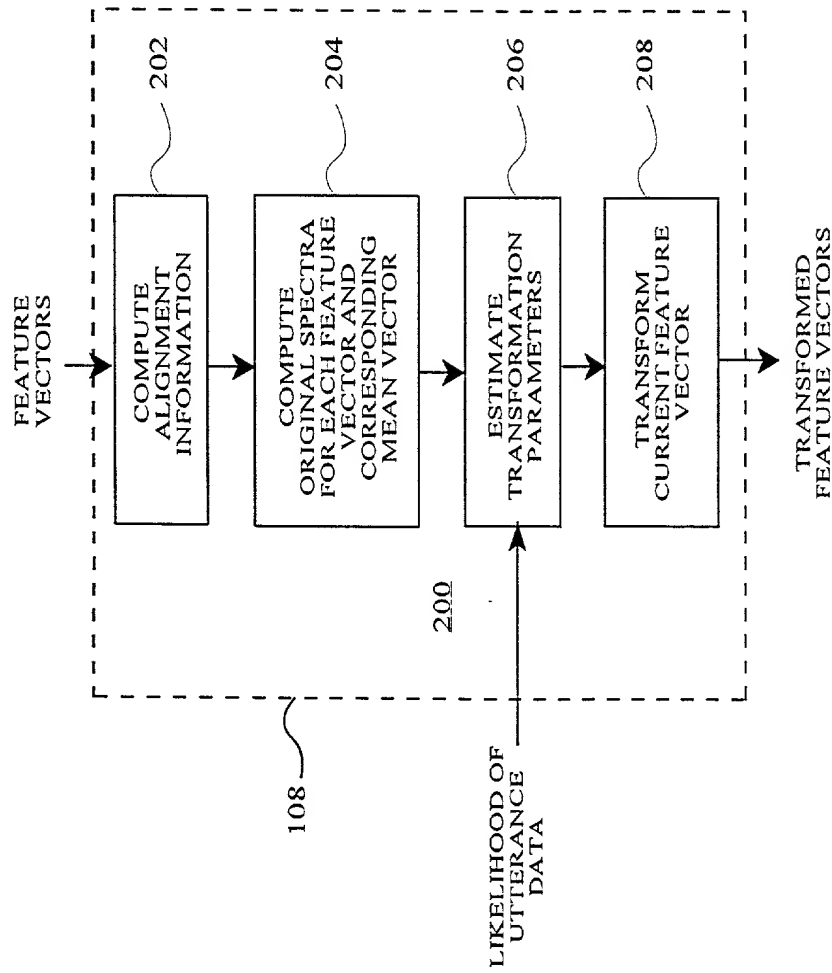 FEATURE
VECTORS
COMPUTE
ALIGNMENT
INFORMATION
202
COMPUTE
ORIGINAL SPECTRA
FOR EACH FEATURE
VECTOR AND
CORRESPONDING
MEAN VECTOR
204
LIKELIHOOD OF
UTTERANCE
DATA
108
200
ESTIMATE
TRANSFORMATION
PARAMETERS
206
TRANSFORM
CURRENT FEATURE
VECTOR
208
TRANSFORMED
FEATURE VECTORS